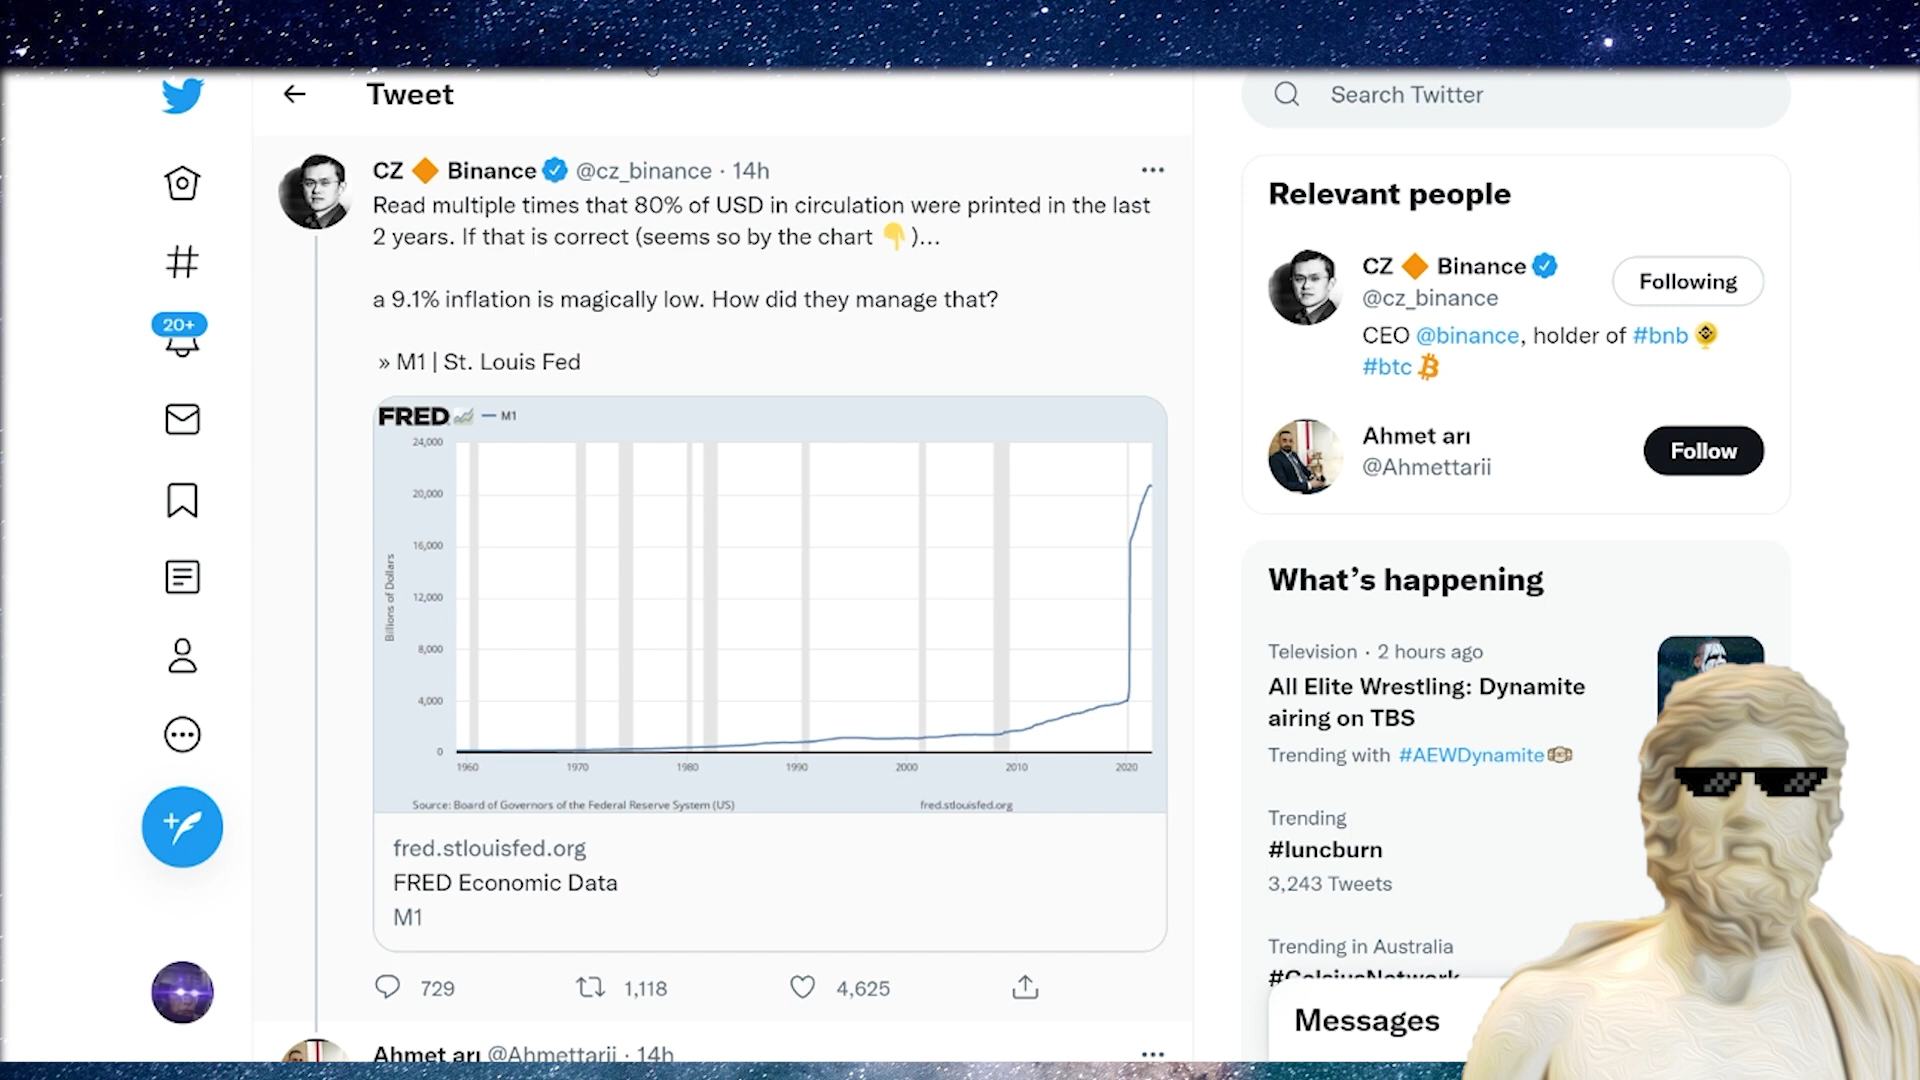 Tweet
Search Twitter
CZ 🔶 Binance @cz_binance · 14h
Read multiple times that 80% of USD in circulation were printed in the last
2 years. If that is correct (seems so by the chart 👇)...
a 9.1% inflation is magically low. How did they manage that?
» M1 | St. Louis Fed
FRED — M1
24,000
20,000
16,000
12,000
8,000
4,000
0
Billions of Dollars
1960 1970 1980 1990 2000 2010 2020
Source: Board of Governors of the Federal Reserve System (US) fred.stlouisfed.org
fred.stlouisfed.org
FRED Economic Data
M1
729 1,118 4,625
Ahmet arı @Ahmettarii · 14h
20+
Relevant people
CZ 🔶 Binance
@cz_binance
Following
CEO @binance, holder of #bnb
#btc
Ahmet arı
@Ahmettarii
Follow
What's happening
Television · 2 hours ago
All Elite Wrestling: Dynamite
airing on TBS
Trending with #AEWDynamite
Trending
#luncburn
3,243 Tweets
Trending in Australia
#CelsiusNetwork
Messages